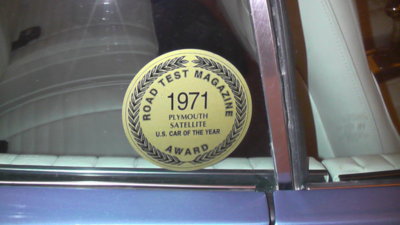 ROAD TEST MAGAZINE
1971
PLYMOUTH
SATELLITE
U.S. CAR OF THE YEAR
AWARD